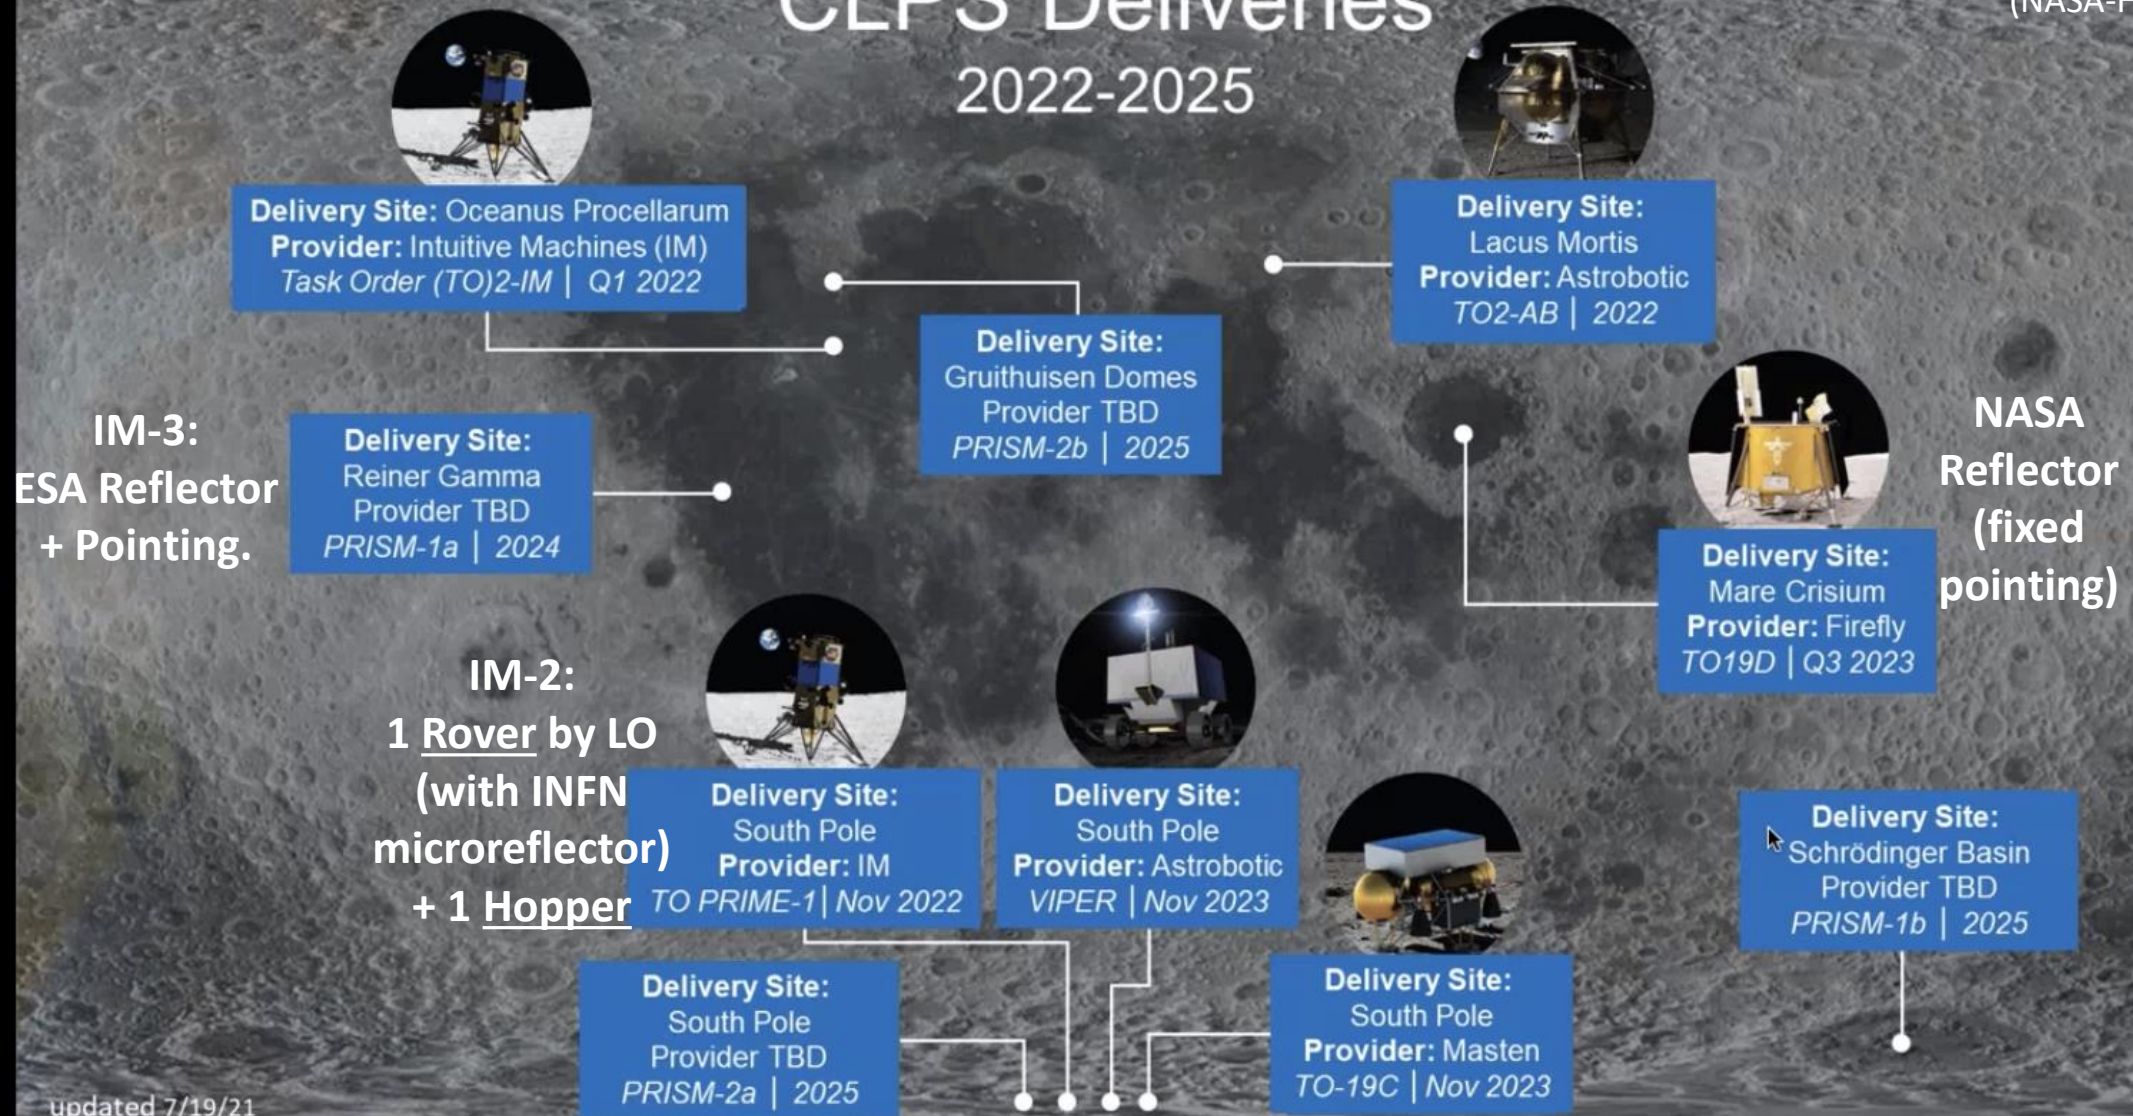 CLPS Deliveries
2022-2025
(NASA-H
Delivery Site: Oceanus Procellarum
Provider: Intuitive Machines (IM)
Task Order (TO)2-IM | Q1 2022
Delivery Site:
Lacus Mortis
Provider: Astrobotic
TO2-AB | 2022
Delivery Site:
Gruithuisen Domes
Provider TBD
PRISM-2b | 2025
IM-3:
ESA Reflector
+ Pointing.
Delivery Site:
Reiner Gamma
Provider TBD
PRISM-1a | 2024
NASA
Reflector
(fixed
pointing)
Delivery Site:
Mare Crisium
Provider: Firefly
TO19D | Q3 2023
IM-2:
1 Rover by LO
(with INFN
microreflector)
+ 1 Hopper
Delivery Site:
South Pole
Provider: IM
TO PRIME-1 | Nov 2022
Delivery Site:
South Pole
Provider: Astrobotic
VIPER | Nov 2023
Delivery Site:
Schrödinger Basin
Provider TBD
PRISM-1b | 2025
Delivery Site:
South Pole
Provider TBD
PRISM-2a | 2025
Delivery Site:
South Pole
Provider: Masten
TO-19C | Nov 2023
updated 7/19/21